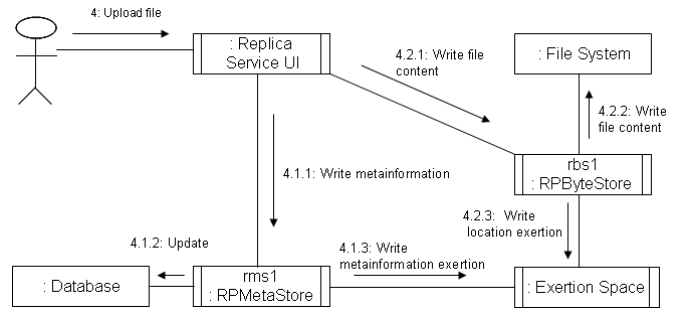 4: Upload file
: Replica
Service UI
4.2.1: Write file
content
: File System
4.2.2: Write
file content
rbs1
: RPByteStore
4.1.1: Write metainformation
4.2.3: Write
location exertion
4.1.2: Update
4.1.3: Write
metainformation exertion
: Database
rms1
: RPMetaStore
: Exertion Space